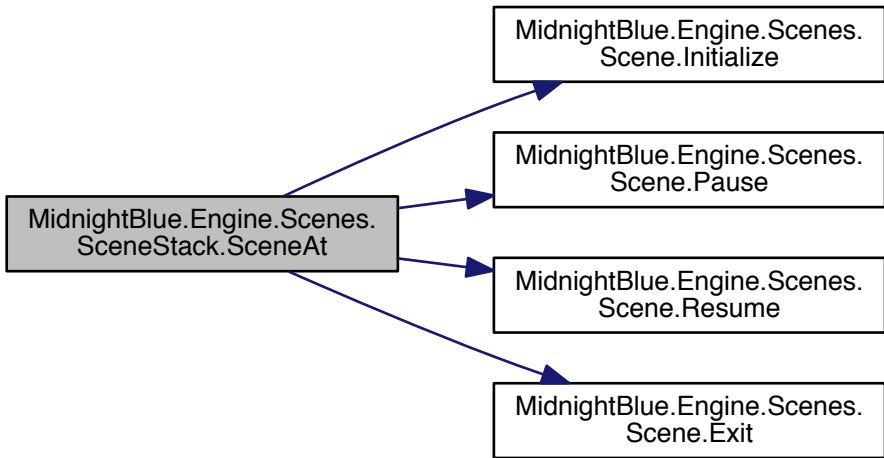 MidnightBlue.Engine.Scenes.
SceneStack.SceneAt
MidnightBlue.Engine.Scenes.
Scene.Initialize
MidnightBlue.Engine.Scenes.
Scene.Pause
MidnightBlue.Engine.Scenes.
Scene.Resume
MidnightBlue.Engine.Scenes.
Scene.Exit